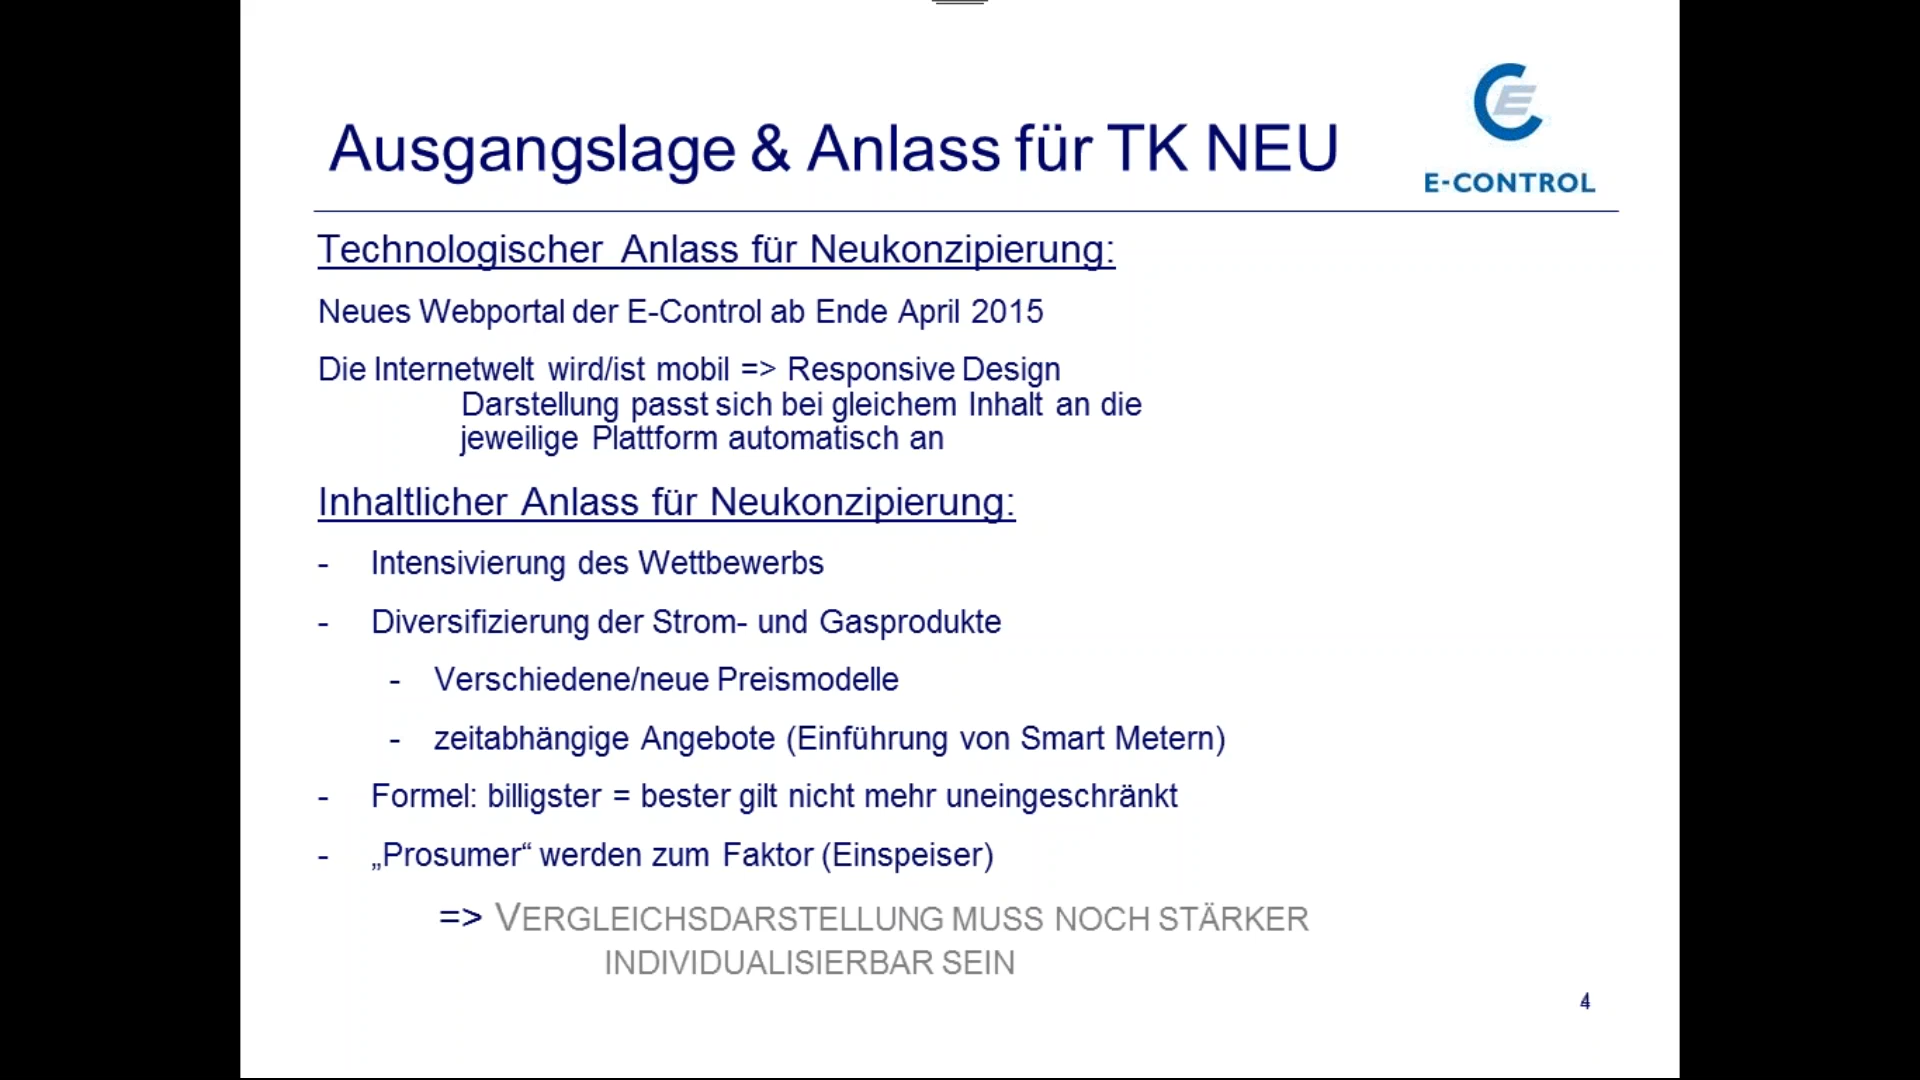 Ausgangslage & Anlass für TK NEU
E-CONTROL
Technologischer Anlass für Neukonzipierung:
Neues Webportal der E-Control ab Ende April 2015
Die Internetwelt wird/ist mobil => Responsive Design
Darstellung passt sich bei gleichem Inhalt an die
jeweilige Plattform automatisch an
Inhaltlicher Anlass für Neukonzipierung:
- Intensivierung des Wettbewerbs
- Diversifizierung der Strom- und Gasprodukte
- Verschiedene/neue Preismodelle
- zeitabhängige Angebote (Einführung von Smart Metern)
- Formel: billigster = bester gilt nicht mehr uneingeschränkt
- „Prosumer“ werden zum Faktor (Einspeiser)
=> VERGLEICHSDARSTELLUNG MUSS NOCH STÄRKER
INDIVIDUALISIERBAR SEIN
4